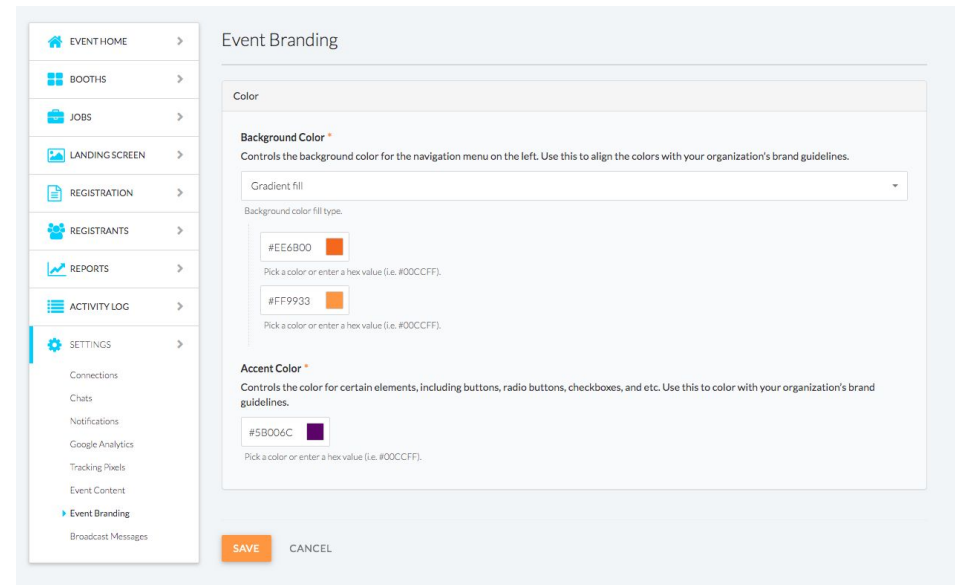 EVENT HOME
BOOTHS
JOBS
LANDING SCREEN
REGISTRATION
REGISTRANTS
REPORTS
ACTIVITY LOG
SETTINGS
Connections
Chats
Notifications
Google Analytics
Tracking Pixels
Event Content
Event Branding
Broadcast Messages
Event Branding
Color
Background Color *
Controls the background color for the navigation menu on the left. Use this to align the colors with your organization's brand guidelines.
Gradient fill
Background color fill type.
#EE6B00
Pick a color or enter a hex value (i.e. #00CCFF).
#FF9933
Pick a color or enter a hex value (i.e. #00CCFF).
Accent Color *
Controls the color for certain elements, including buttons, radio buttons, checkboxes, and etc. Use this to color with your organization's brand
guidelines.
#5B006C
Pick a color or enter a hex value (i.e. #00CCFF).
SAVE CANCEL